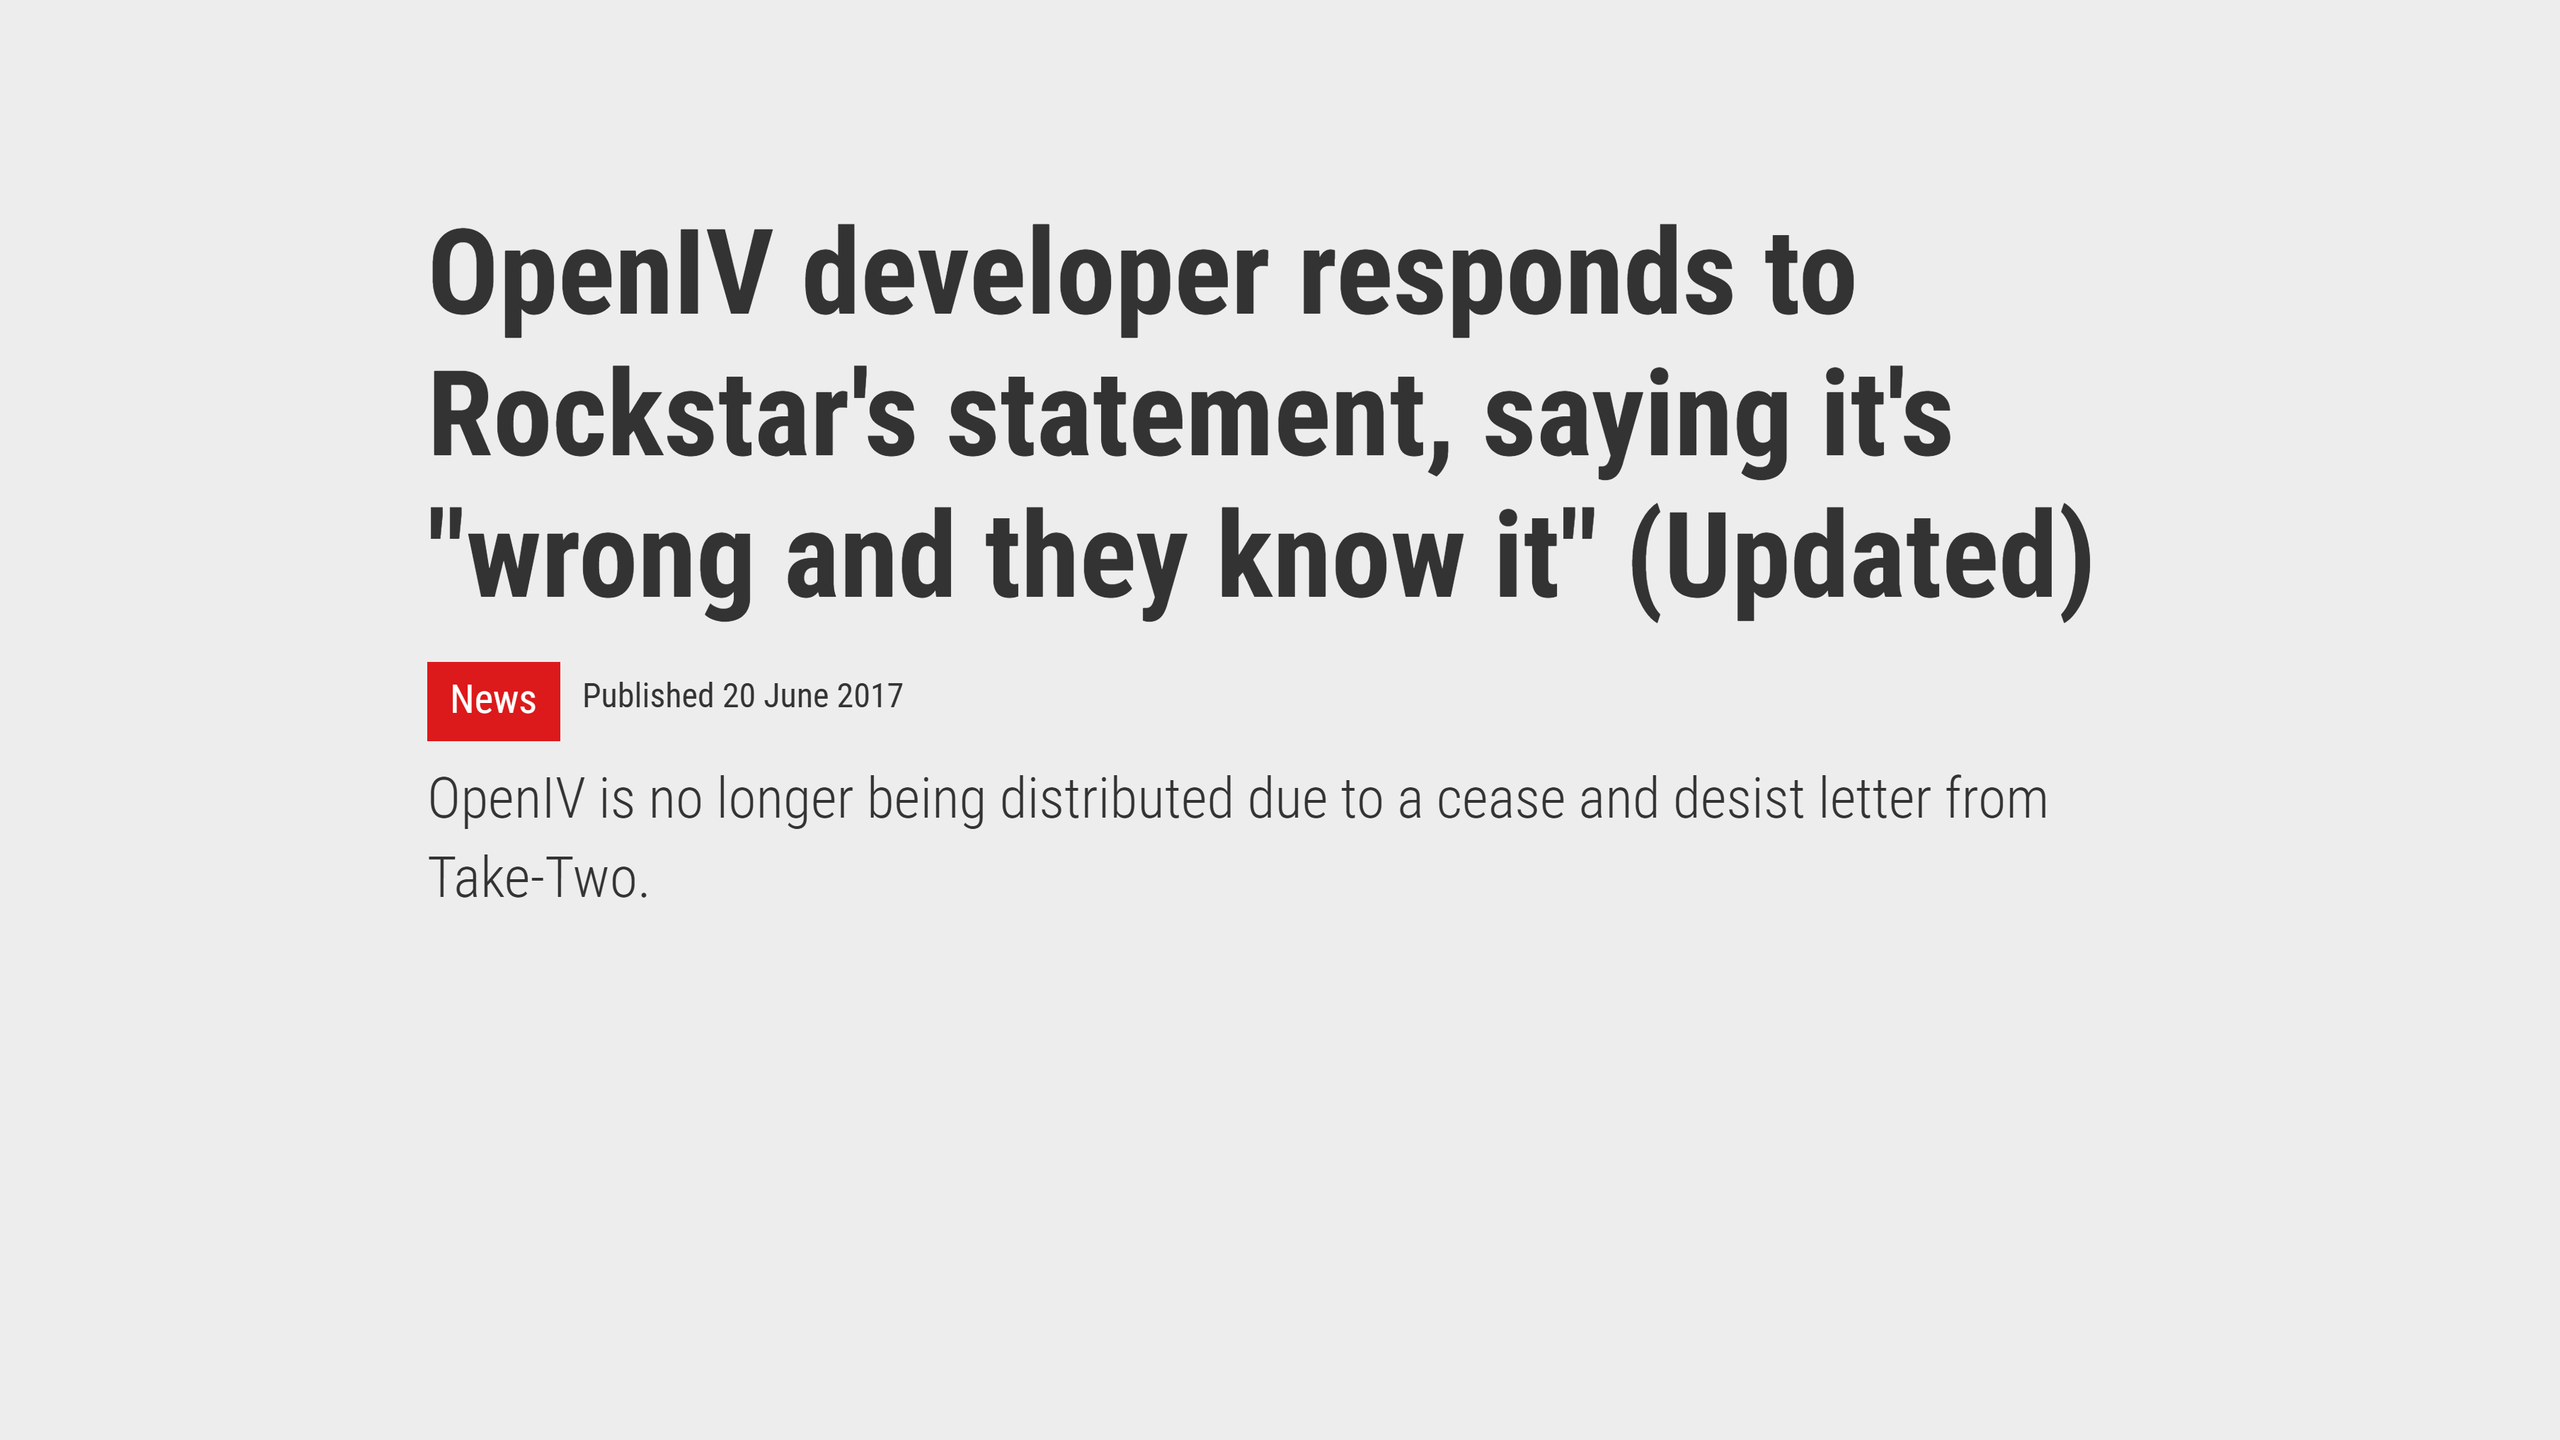 OpenIV developer responds to
Rockstar's statement, saying it's
"wrong and they know it" (Updated)
News Published 20 June 2017
OpenIV is no longer being distributed due to a cease and desist letter from
Take-Two.